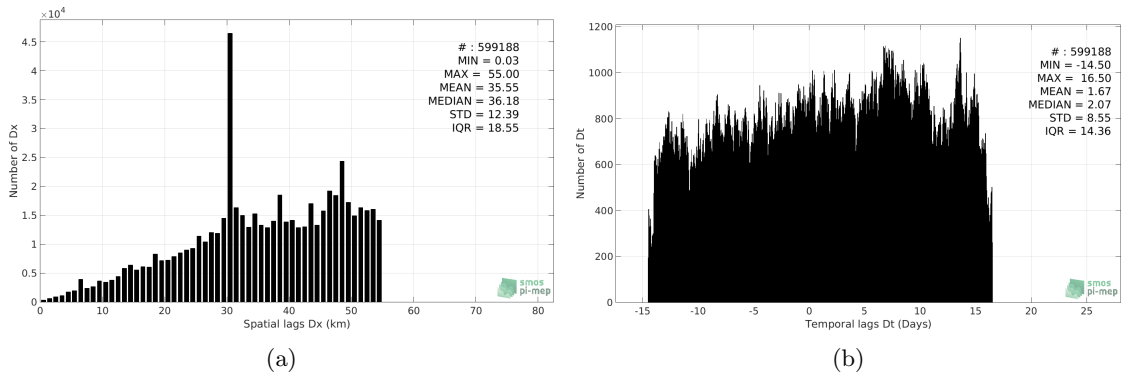 ×10⁴
4.5
4
3.5
3
2.5
2
1.5
1
0.5
0
Number of Dx
# : 599188
MIN = 0.03
MAX = 55.00
MEAN = 35.55
MEDIAN = 36.18
STD = 12.39
IQR = 18.55
smos
pi-mep
0 10 20 30 40 50 60 70 80
Spatial lags Dx (km)
(a)
1200
1000
800
600
400
200
0
Number of Dt
# : 599188
MIN = -14.50
MAX = 16.50
MEAN = 1.67
MEDIAN = 2.07
STD = 8.55
IQR = 14.36
smos
pi-mep
-15 -10 -5 0 5 10 15 20 25
Temporal lags Dt (Days)
(b)